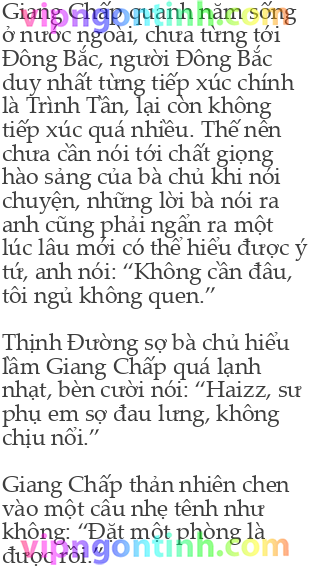 Giang Chấp quanh năm sống
ở nước ngoài, chưa từng tới
Đông Bắc, người Đông Bắc
duy nhất từng tiếp xúc chính
là Trình Tân, lại còn không
tiếp xúc quá nhiều. Thế nên
chưa cần nói tới chất giọng
hào sảng của bà chủ khi nói
chuyện, những lời bà nói ra
anh cũng phải ngẩn ra một
lúc lâu mới có thể hiểu được ý
tứ, anh nói: “Không cần đâu,
tôi ngủ không quen.”
Thịnh Đường sợ bà chủ hiểu
lầm Giang Chấp quá lạnh
nhạt, bèn cười nói: “Haizz, sư
phụ em sợ đau lưng, không
chịu nổi.”
Giang Chấp thản nhiên chen
vào một câu nhẹ tênh như
không: “Đặt một phòng là
được rồi.”
vipngontinh.com
vipngontinh.com